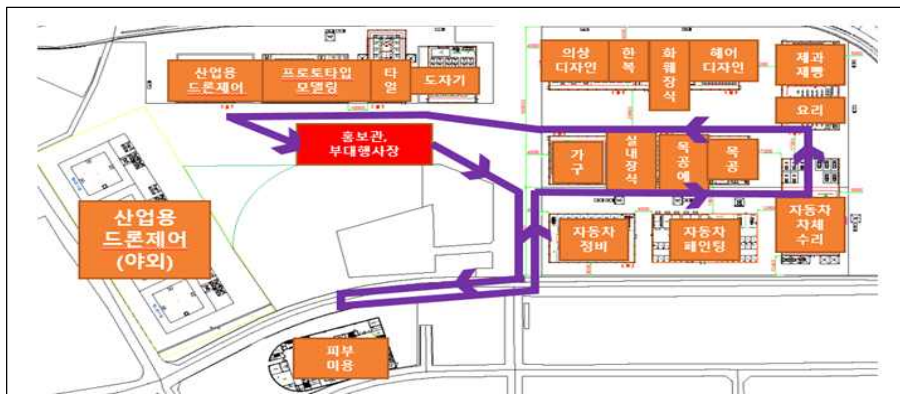 산업용
드론제어
프로토타입
모델링
타
일
도자기
의상
디자인
한
복
화
훼
장
식
헤어
디자인
제과
제빵
요리
홍보관,
부대행사장
가
구
실
내
장
식
목
공
예
목
공
산업용
드론제어
(야외)
자동차
정비
자동차
페인팅
자동차
차체
수리
피부
미용